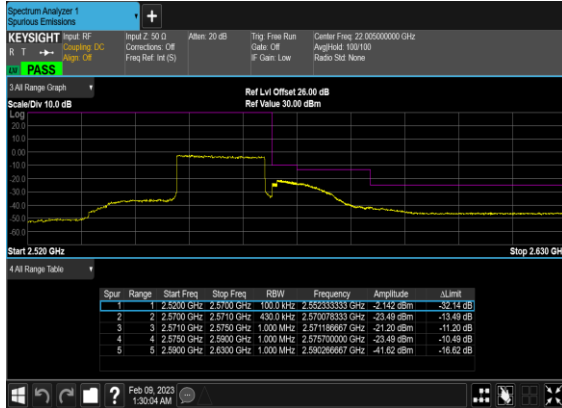 Spectrum Analyzer 1
Spurious Emissions
KEYSIGHT Input: RF Input Z: 50 Ω Atten: 20 dB Trig: Free Run Center Freq: 22.005000000 GHz
R T Coupling: DC Corrections: Off Gate: Off Avg|Hold: 100/100
Align: Off Freq Ref: Int (S) IF Gain: Low Radio Std: None
PASS
3 All Range Graph
Ref Lvl Offset 26.00 dB
Scale/Div 10.0 dB Ref Value 30.00 dBm
Log
20.0
10.0
0.00
-10.0
-20.0
-30.0
-40.0
-50.0
-60.0
Start 2.520 GHz Stop 2.630 GHz
4 All Range Table
Spur Range Start Freq Stop Freq RBW Frequency Amplitude ΔLimit
1 1 2.5200 GHz 2.5700 GHz 100.0 kHz 2.552333333 GHz -2.142 dBm -32.14 dB
2 2 2.5700 GHz 2.5710 GHz 430.0 kHz 2.570078333 GHz -23.49 dBm -13.49 dB
3 3 2.5710 GHz 2.5750 GHz 1.000 MHz 2.571186667 GHz -21.20 dBm -11.20 dB
4 4 2.5750 GHz 2.5900 GHz 1.000 MHz 2.575700000 GHz -23.49 dBm -10.49 dB
5 5 2.5900 GHz 2.6300 GHz 1.000 MHz 2.590266667 GHz -41.62 dBm -16.62 dB
? Feb 09, 2023
1:30:04 AM